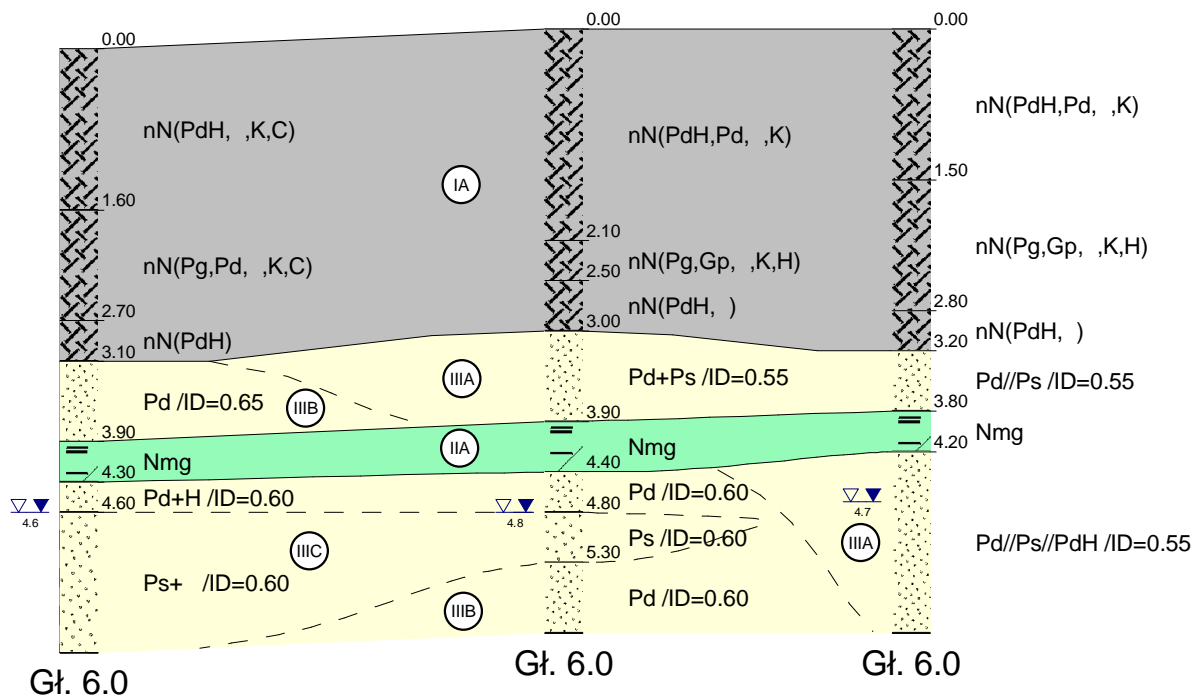 0.00
0.00
0.00
nN(PdH, ,K,C)
nN(PdH,Pd, ,K)
nN(PdH,Pd, ,K)
IA
1.50
1.60
2.10
nN(Pg,Pd, ,K,C)
nN(Pg,Gp, ,K,H)
nN(Pg,Gp, ,K,H)
2.50
2.70
nN(PdH, )
2.80
nN(PdH)
3.00
nN(PdH, )
3.10
3.20
IIIA
Pd+Ps /ID=0.55
Pd//Ps /ID=0.55
Pd /ID=0.65
IIIB
3.80
3.90
3.90
Nmg
IIA
Nmg
4.20
Nmg
4.30
4.40
Pd+H /ID=0.60
Pd /ID=0.60
4.60
4.80
4.6
4.8
4.7
IIIC
Ps /ID=0.60
IIIA
Pd//Ps//PdH /ID=0.55
5.30
Ps+ /ID=0.60
IIIB
Pd /ID=0.60
Gł. 6.0
Gł. 6.0
Gł. 6.0